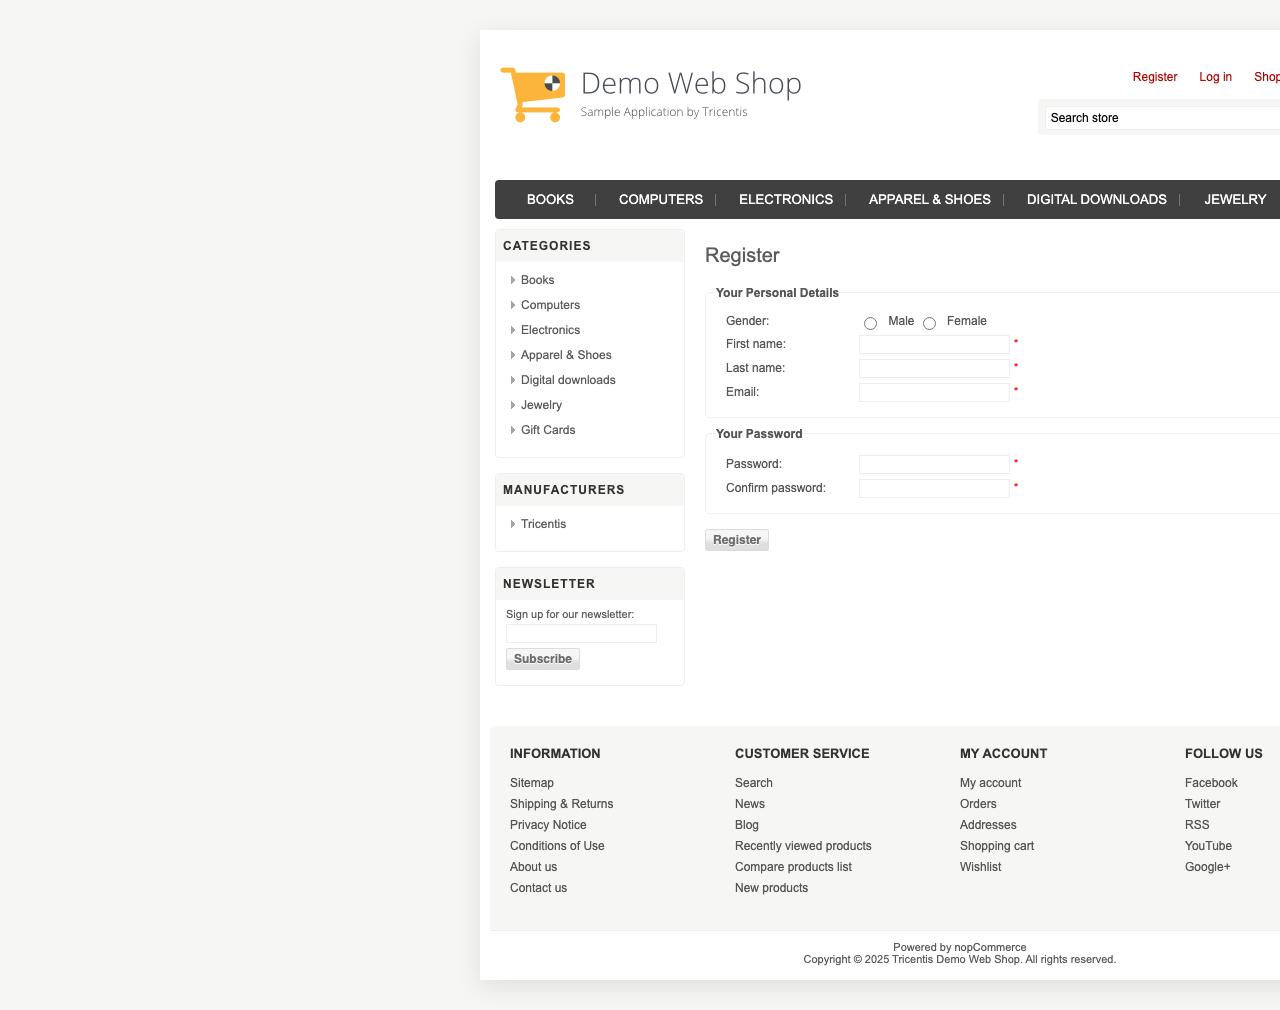 Demo Web Shop
Sample Application by Tricentis
Register Log in
Search store
BOOKS COMPUTERS ELECTRONICS APPAREL & SHOES DIGITAL DOWNLOADS JEWELRY
CATEGORIES
Books
Computers
Electronics
Apparel & Shoes
Digital downloads
Jewelry
Gift Cards
MANUFACTURERS
Tricentis
NEWSLETTER
Sign up for our newsletter:
Subscribe
Register
Your Personal Details
Gender: Male Female
First name: *
Last name: *
Email: *
Your Password
Password: *
Confirm password: *
Register
INFORMATION
Sitemap
Shipping & Returns
Privacy Notice
Conditions of Use
About us
Contact us
CUSTOMER SERVICE
Search
News
Blog
Recently viewed products
Compare products list
New products
MY ACCOUNT
My account
Orders
Addresses
Shopping cart
Wishlist
FOLLOW US
Facebook
Twitter
RSS
YouTube
Google+
Powered by nopCommerce
Copyright © 2025 Tricentis Demo Web Shop. All rights reserved.